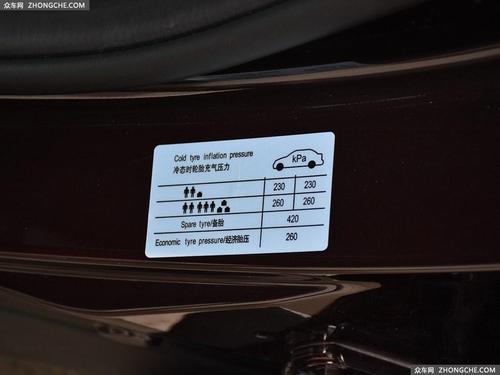 众车网 ZHONGCHE.COM
Cold tyre inflation pressure
冷态时轮胎充气压力
kPa
230 230
260 260
Spare tyre/备胎 420
Economic tyre pressure/经济胎压 260
众车网 ZHONGCHE.COM